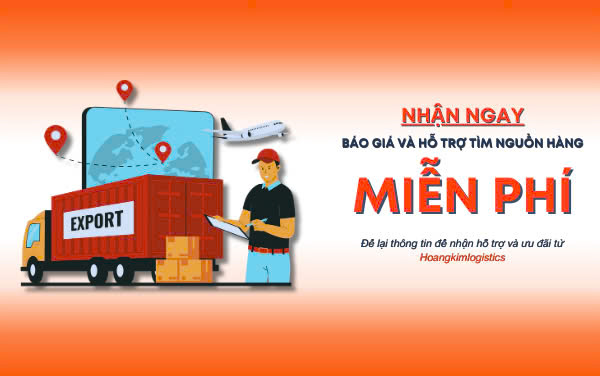 EXPORT
NHẬN NGAY
BÁO GIÁ VÀ HỖ TRỢ TÌM NGUỒN HÀNG
MIỄN PHÍ
Để lại thông tin để nhận hỗ trợ và ưu đãi từ
Hoangkimlogistics